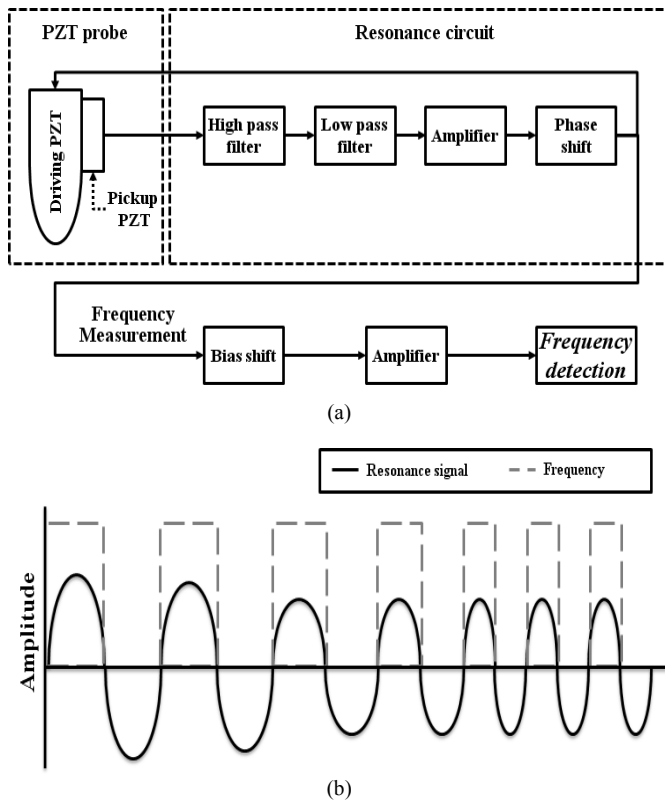 PZT probe
Resonance circuit
Driving PZT
Pickup
PZT
High pass
filter
Low pass
filter
Amplifier
Phase
shift
Frequency
Measurement
Bias shift
Amplifier
Frequency
detection
(a)
Resonance signal
Frequency
Amplitude
(b)